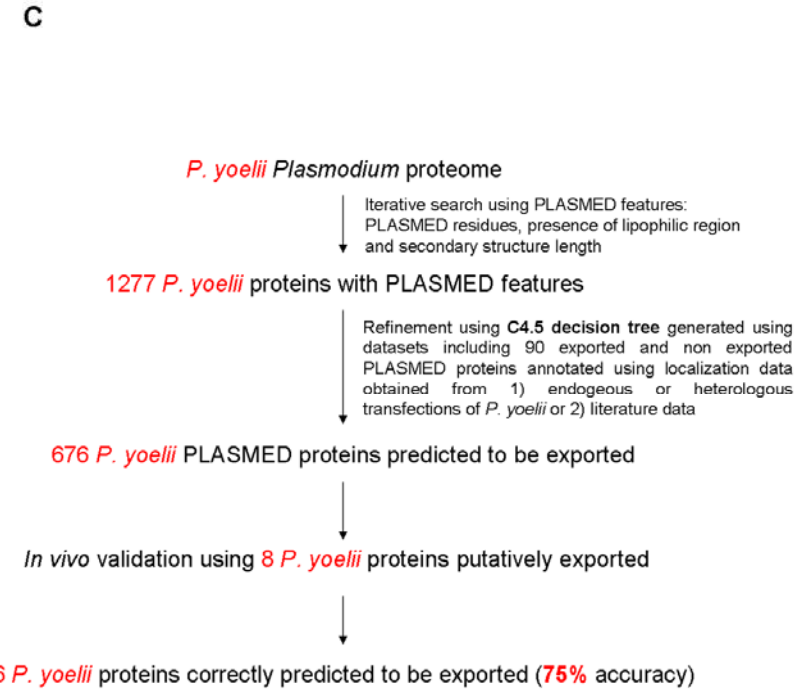 C
P. yoelii Plasmodium proteome
Iterative search using PLASMED features:
PLASMED residues, presence of lipophilic region
and secondary structure length
1277 P. yoelii proteins with PLASMED features
Refinement using C4.5 decision tree generated using
datasets including 90 exported and non exported
PLASMED proteins annotated using localization data
obtained from 1) endogeous or heterologous
transfections of P. yoelii or 2) literature data
676 P. yoelii PLASMED proteins predicted to be exported
In vivo validation using 8 P. yoelii proteins putatively exported
6 P. yoelii proteins correctly predicted to be exported (75% accuracy)